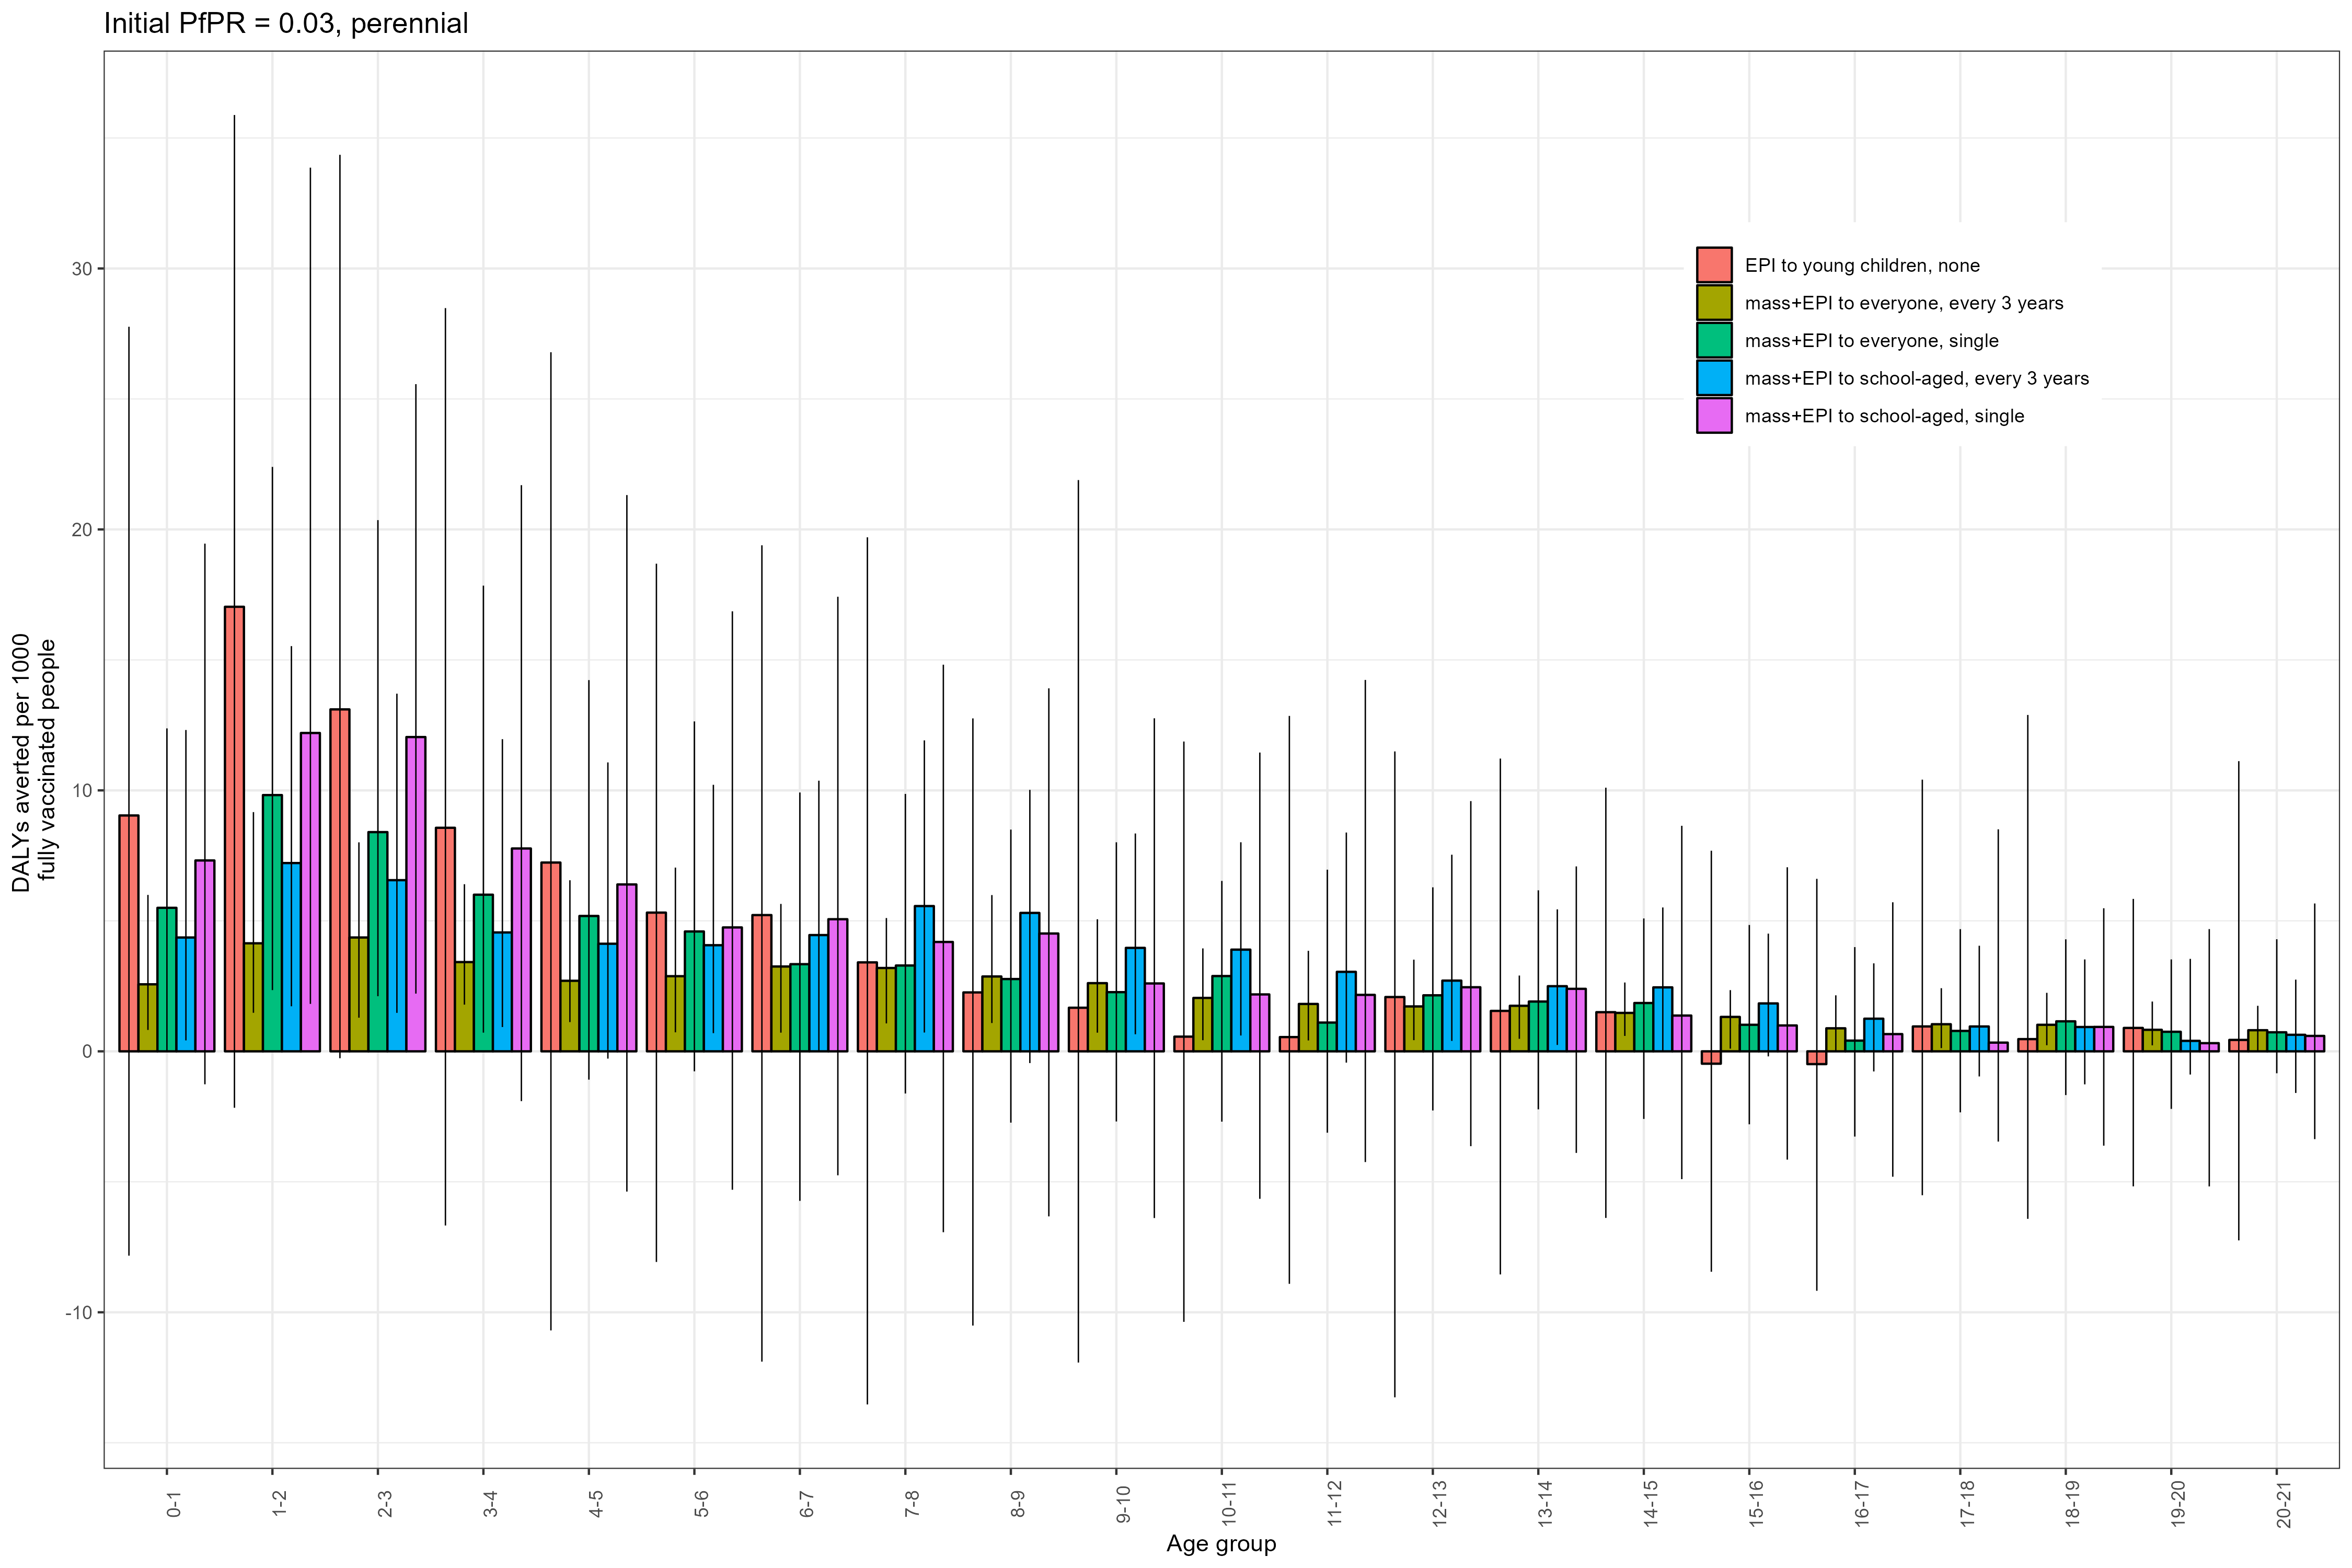 Initial PfPR = 0.03, perennial
DALYs averted per 1000
fully vaccinated people
30
20
10
0
-10
EPI to young children, none
mass+EPI to everyone, every 3 years
mass+EPI to everyone, single
mass+EPI to school-aged, every 3 years
mass+EPI to school-aged, single
0-1
1-2
2-3
3-4
4-5
5-6
6-7
7-8
8-9
9-10
10-11
11-12
12-13
13-14
14-15
15-16
16-17
17-18
18-19
19-20
20-21
Age group